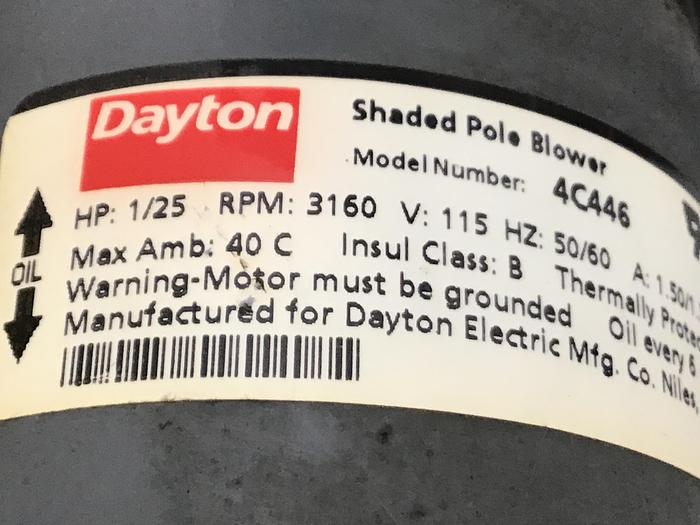 Dayton
Shaded Pole Blower
Model Number: 4C446
HP: 1/25 RPM: 3160 V: 115 HZ: 50/60 A: 1.50/1.
Max Amb: 40 C Insul Class: B Thermally Protec
Warning-Motor must be grounded Oil every 6
Manufactured for Dayton Electric Mfg. Co. Niles,
OIL